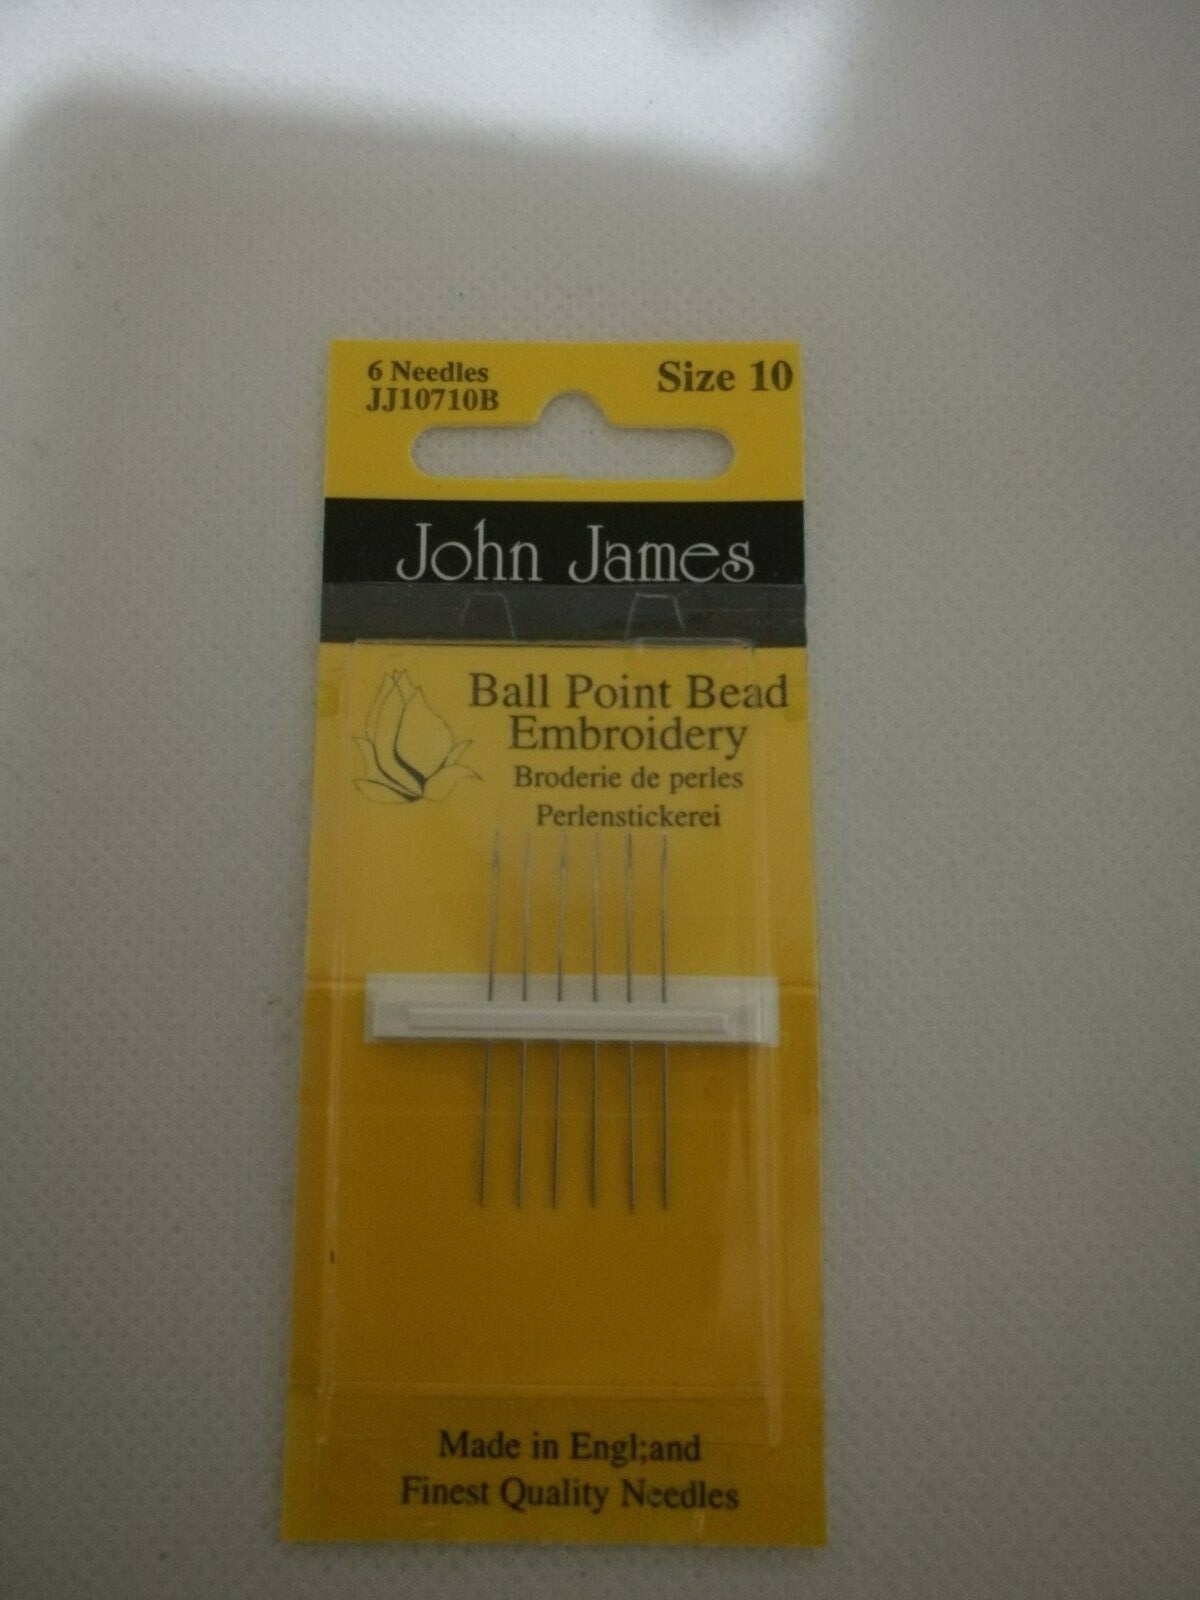 6 Needles
JJ10710B
Size 10
John James
Ball Point Bead
Embroidery
Broderie de perles
Perlenstickerei
Made in Engl;and
Finest Quality Needles